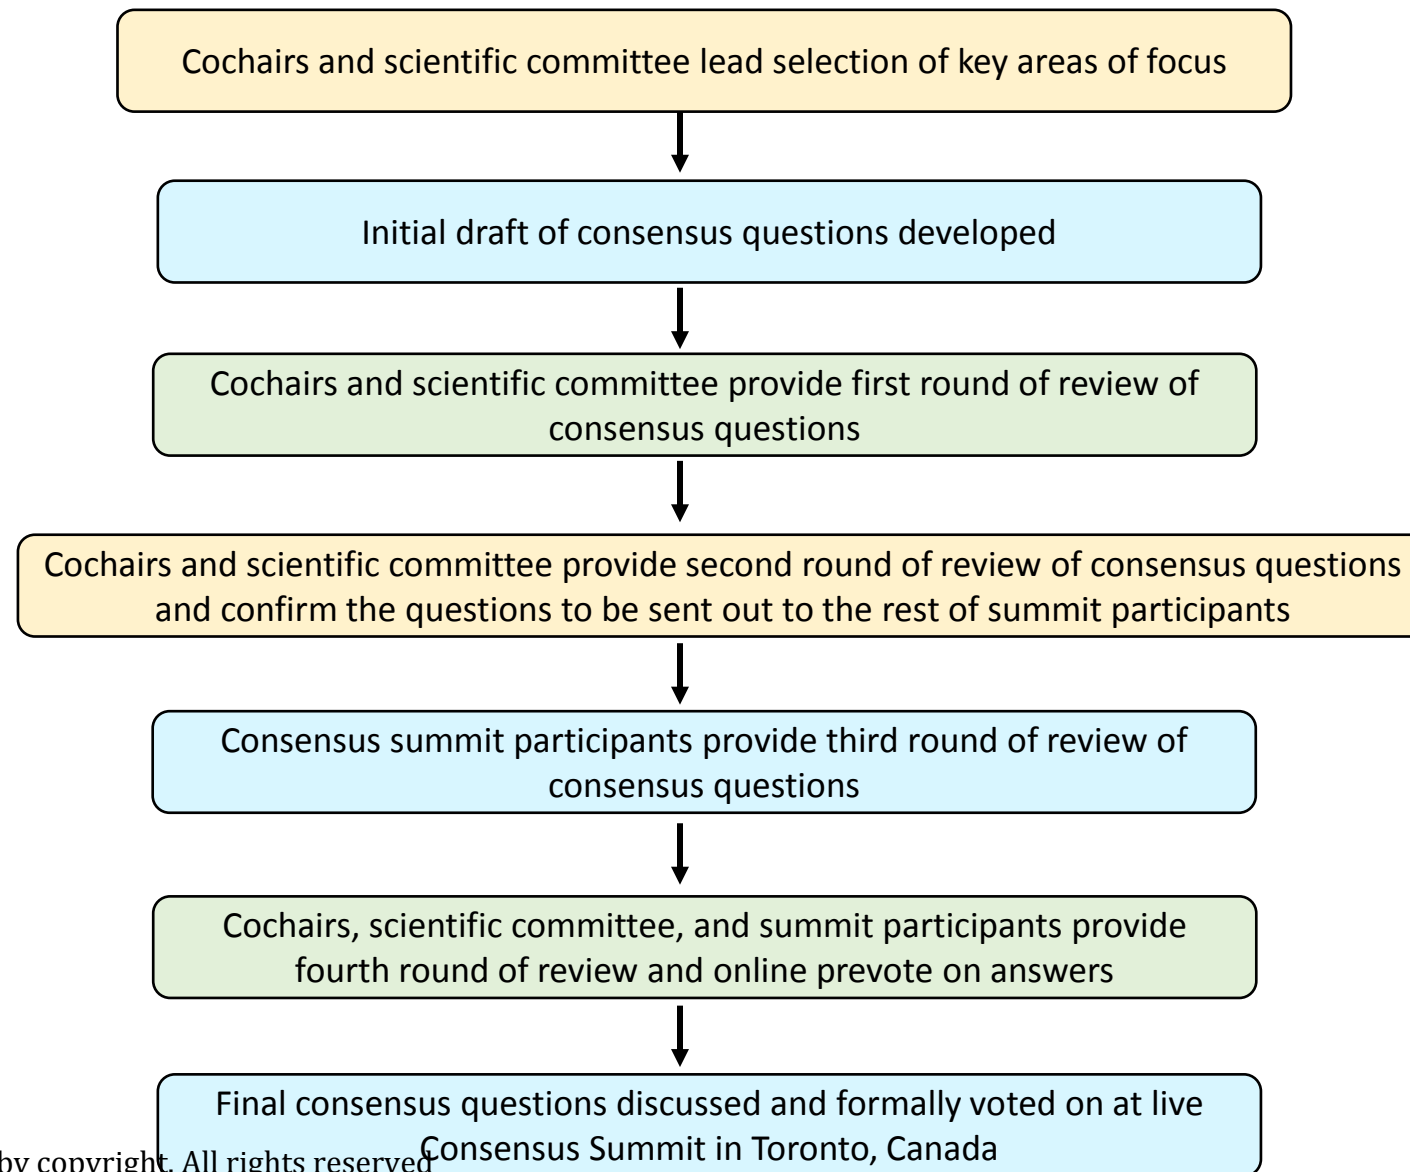 Cochairs and scientific committee lead selection of key areas of focus
Initial draft of consensus questions developed
Cochairs and scientific committee provide first round of review of
consensus questions
Cochairs and scientific committee provide second round of review of consensus questions
and confirm the questions to be sent out to the rest of summit participants
Consensus summit participants provide third round of review of
consensus questions
Cochairs, scientific committee, and summit participants provide
fourth round of review and online prevote on answers
Final consensus questions discussed and formally voted on at live
Consensus Summit in Toronto, Canada
by copyright. All rights reserved